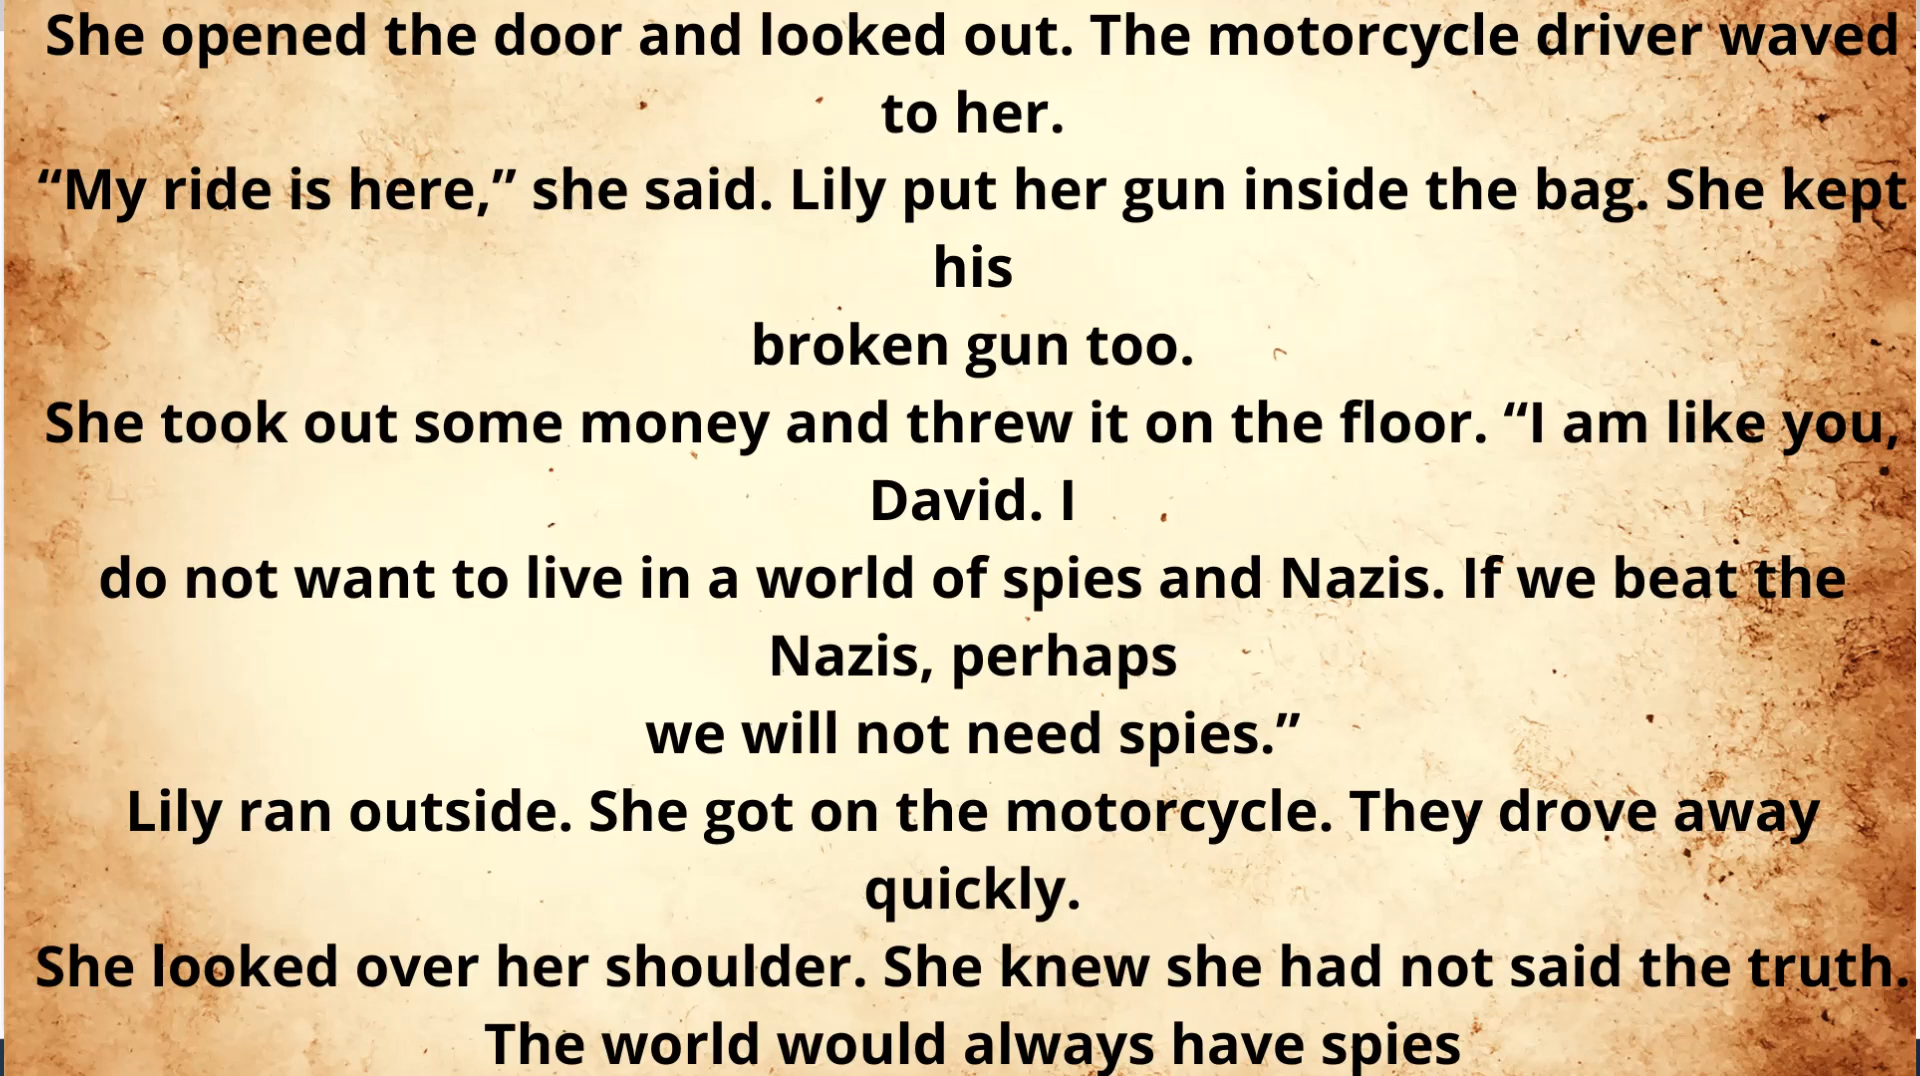 She opened the door and looked out. The motorcycle driver waved
to her.
“My ride is here,” she said. Lily put her gun inside the bag. She kept
his
broken gun too.
She took out some money and threw it on the floor. “I am like you,
David. I
do not want to live in a world of spies and Nazis. If we beat the
Nazis, perhaps
we will not need spies.”
Lily ran outside. She got on the motorcycle. They drove away
quickly.
She looked over her shoulder. She knew she had not said the truth.
The world would always have spies